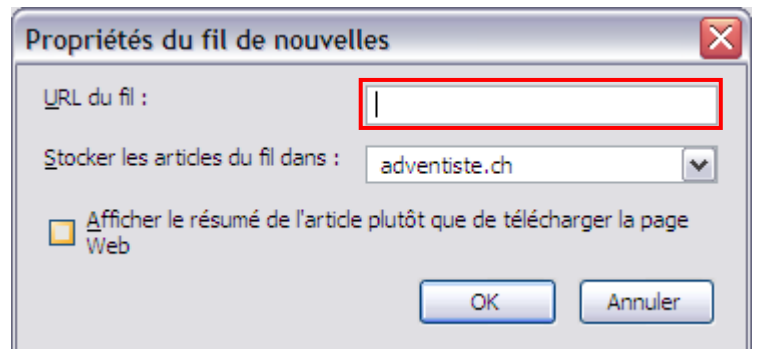 Propriétés du fil de nouvelles
URL du fil :
Stocker les articles du fil dans :
adventiste.ch
Afficher le résumé de l'article plutôt que de télécharger la page
Web
OK
Annuler